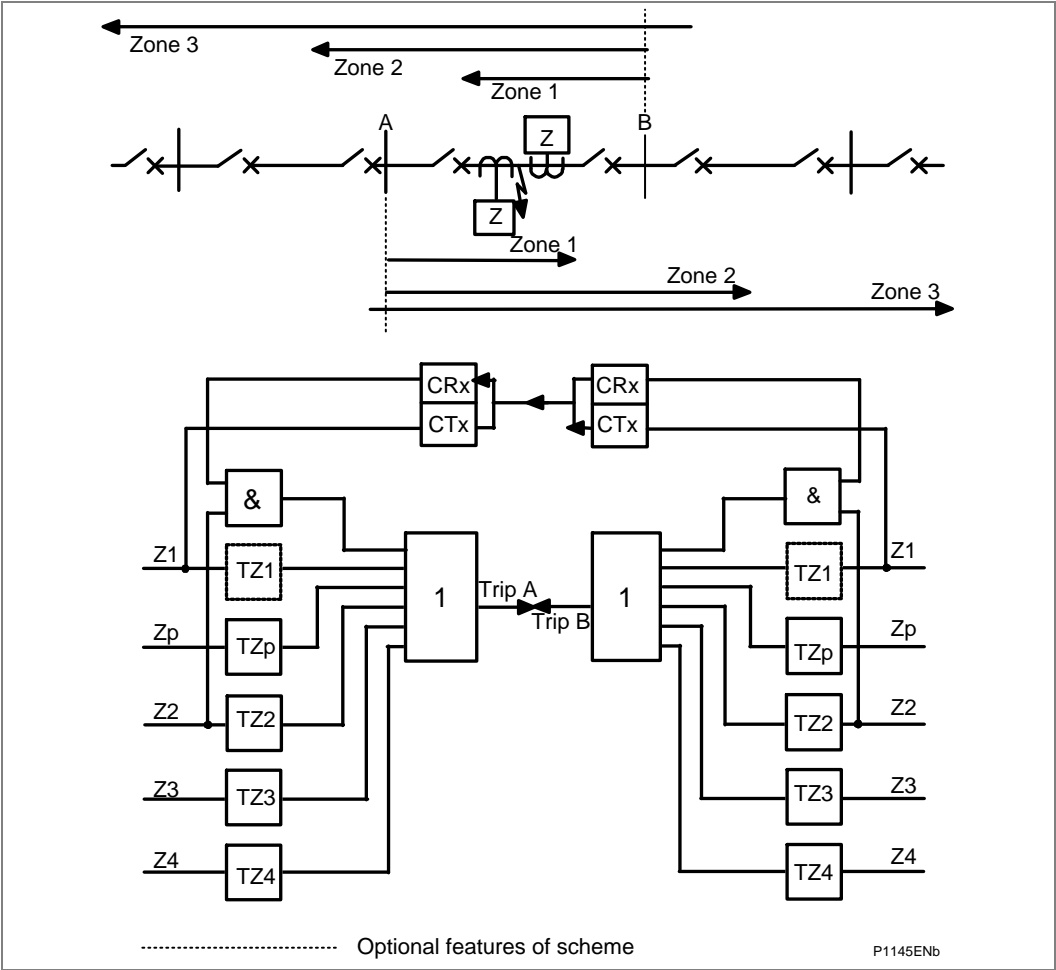 Zone 3
Zone 2
Zone 1
A
B
Z
Z
Zone 1
Zone 2
Zone 3
CRx
CRx
CTx
CTx
&
&
Z1
TZ1
TZ1
Z1
1
Trip A
Trip B
1
Zp
TZp
TZp
Zp
Z2
TZ2
TZ2
Z2
Z3
TZ3
TZ3
Z3
Z4
TZ4
TZ4
Z4
Optional features of scheme
P1145ENb